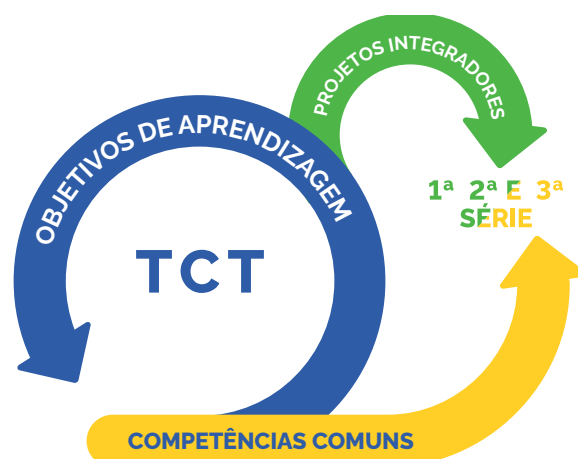 PROJETOS INTEGRADORES
OBJETIVOS DE APRENDIZAGEM
1ª 2ª E 3ª
SÉRIE
TCT
COMPETÊNCIAS COMUNS